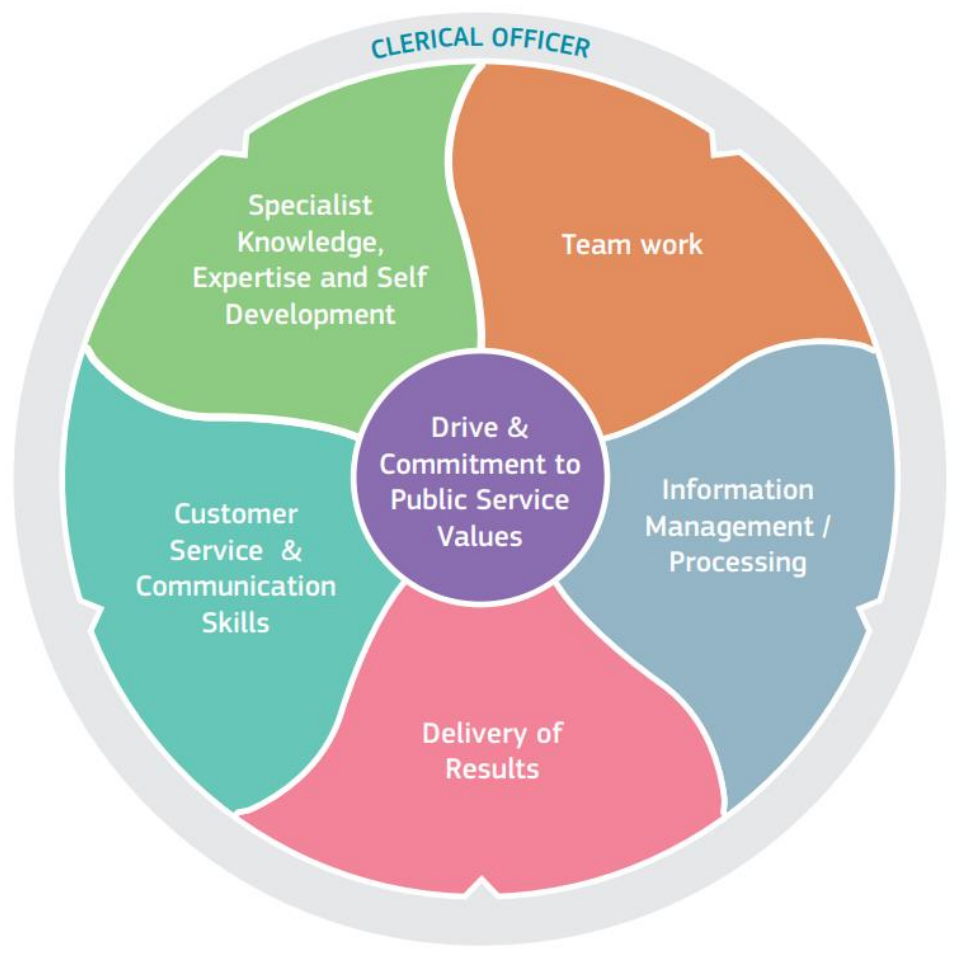 CLERICAL OFFICER
Specialist
Knowledge,
Expertise and Self
Development
Team work
Drive &
Commitment to
Public Service
Values
Information
Management /
Processing
Customer
Service &
Communication
Skills
Delivery of
Results